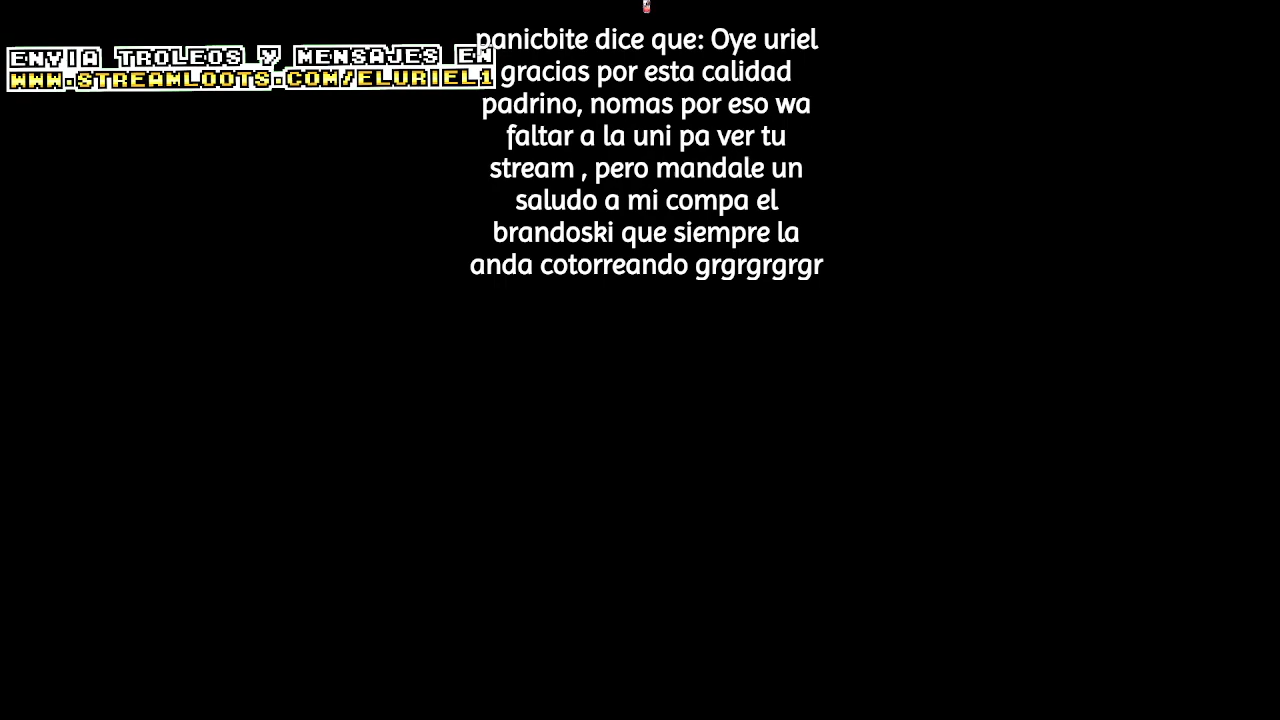 ENVIA TROLEOS Y MENSAJES EN
WWW.STREAMLOOTS.COM/ELURIEL1
panicbite dice que: Oye uriel
gracias por esta calidad
padrino, nomas por eso wa
faltar a la uni pa ver tu
stream , pero mandale un
saludo a mi compa el
brandoski que siempre la
anda cotorreando grgrgrgrgr